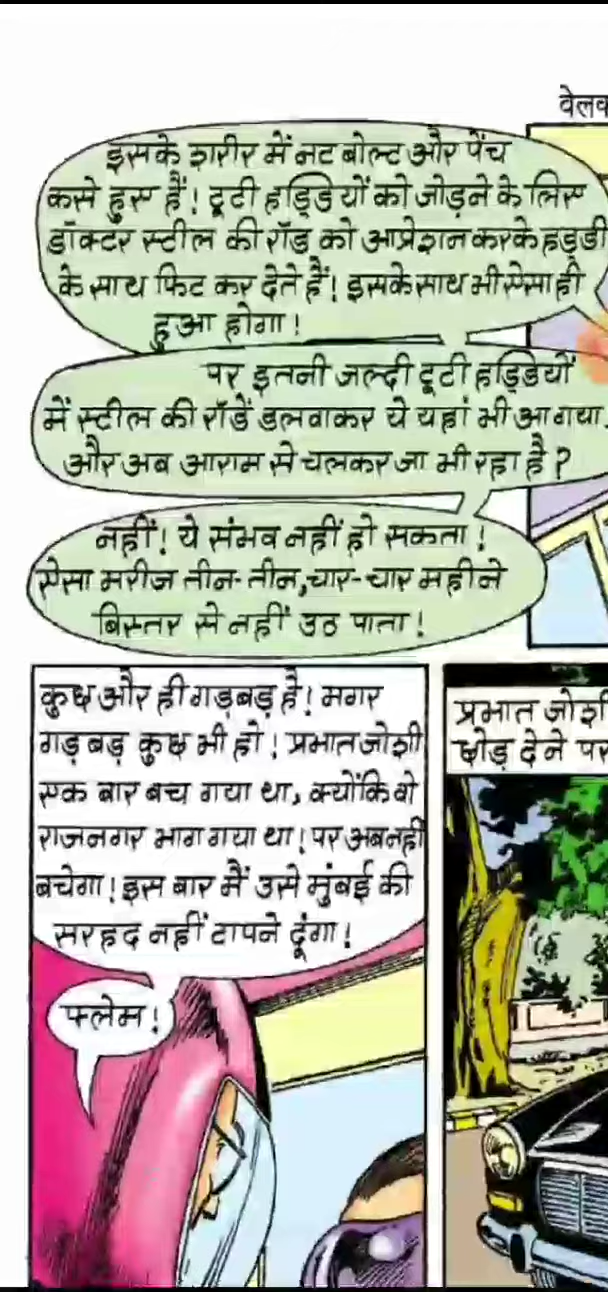 इसके शरीर में नट बोल्ट और पेंच
कसे हुए हैं! टूटी हड्डियों को जोड़ने के लिए
डॉक्टर स्टील की रॉड को आप्रेशन करके हड्डी
के साथ फिट कर देते हैं! इसके साथ भी ऐसा ही
हुआ होगा!
पर इतनी जल्दी टूटी हड्डियों
में स्टील की रॉडें डलवाकर ये यहां भी आ गया.
और अब आराम से चलकर जा भी रहा है?
नहीं! ये संभव नहीं हो सकता!
ऐसा मरीज तीन-तीन,चार-चार महीने
बिस्तर से नहीं उठ पाता!
कुछ और ही गड़बड़ है! मगर
गड़बड़ कुछ भी हो! प्रभात जोशी
एक बार बच गया था, क्योंकि वो
राजनगर भाग गया था! पर अब नहीं
बचेगा! इस बार मैं उसे मुंबई की
सरहद नहीं टापने दूंगा!
फ्लेम!
प्रभात जोशी
छोड़ देने पर